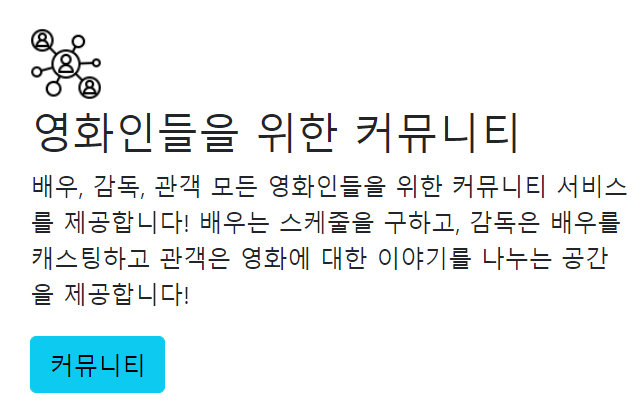 영화인들을 위한 커뮤니티
배우, 감독, 관객 모든 영화인들을 위한 커뮤니티 서비스
를 제공합니다! 배우는 스케줄을 구하고, 감독은 배우를
캐스팅하고 관객은 영화에 대한 이야기를 나누는 공간
을 제공합니다!
커뮤니티